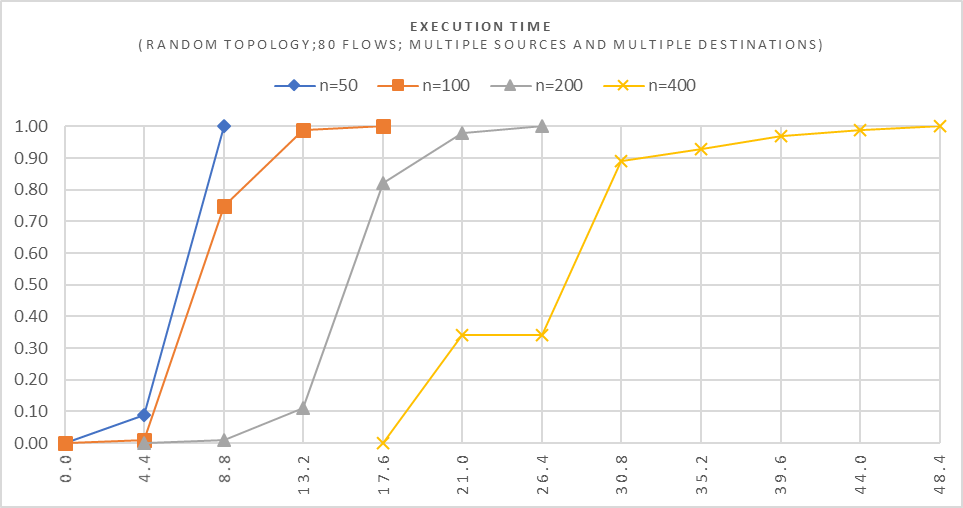 EXECUTION TIME
(RANDOM TOPOLOGY;80 FLOWS; MULTIPLE SOURCES AND MULTIPLE DESTINATIONS)
n=50 n=100 n=200 n=400
1.00
0.90
0.80
0.70
0.60
0.50
0.40
0.30
0.20
0.10
0.00
0.0 4.4 8.8 13.2 17.6 21.0 26.4 30.8 35.2 39.6 44.0 48.4